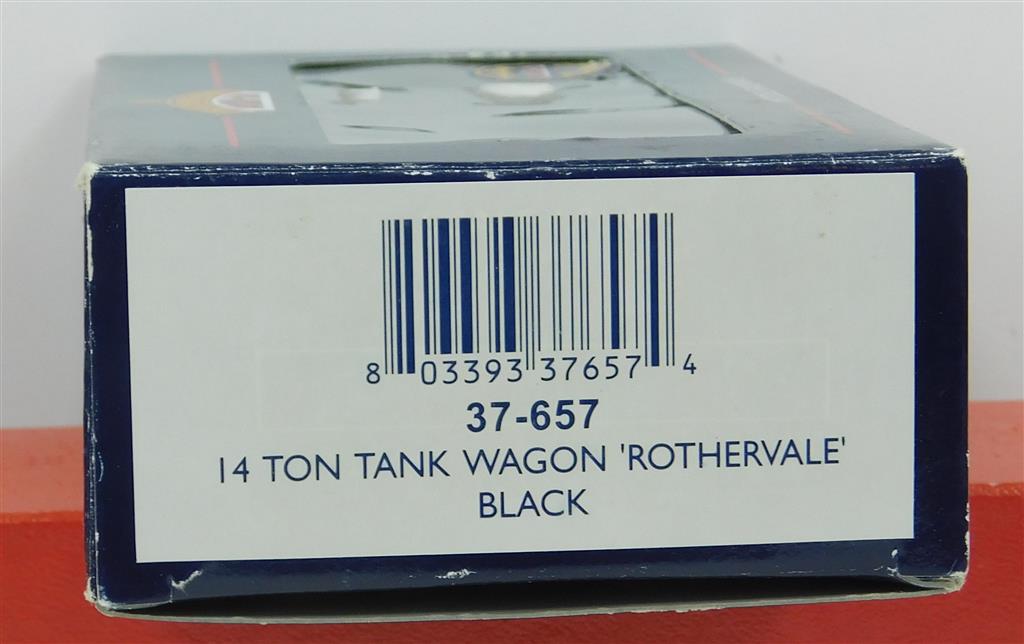 8 03393 37657 4
37-657
14 TON TANK WAGON 'ROTHERVALE'
BLACK